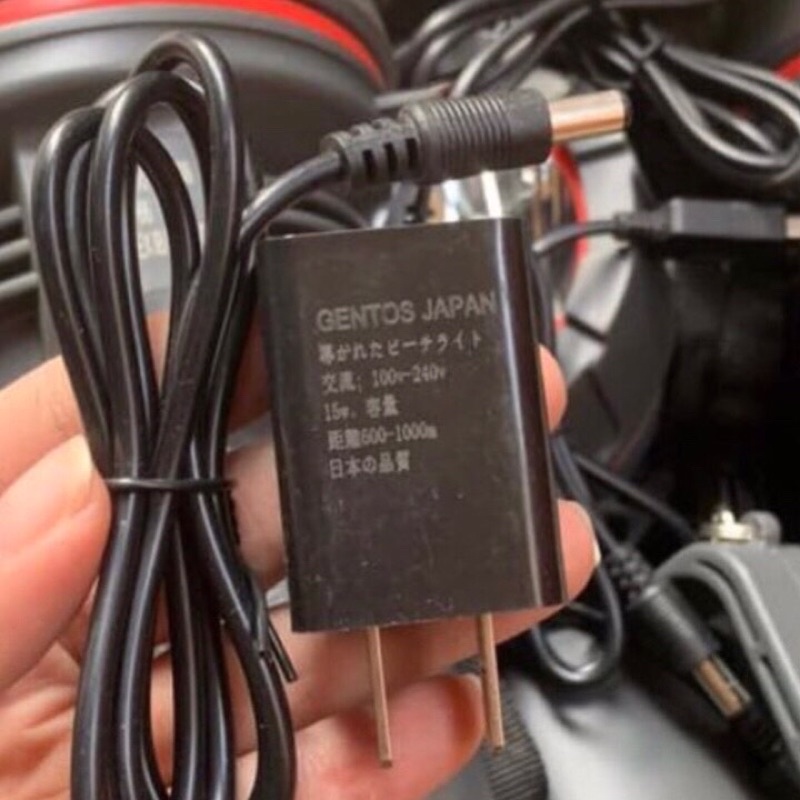 GENTOS JAPAN
導かれたビーチライト
交流; 100v-240v
15w. 容量
距離600-1000m
日本の品質